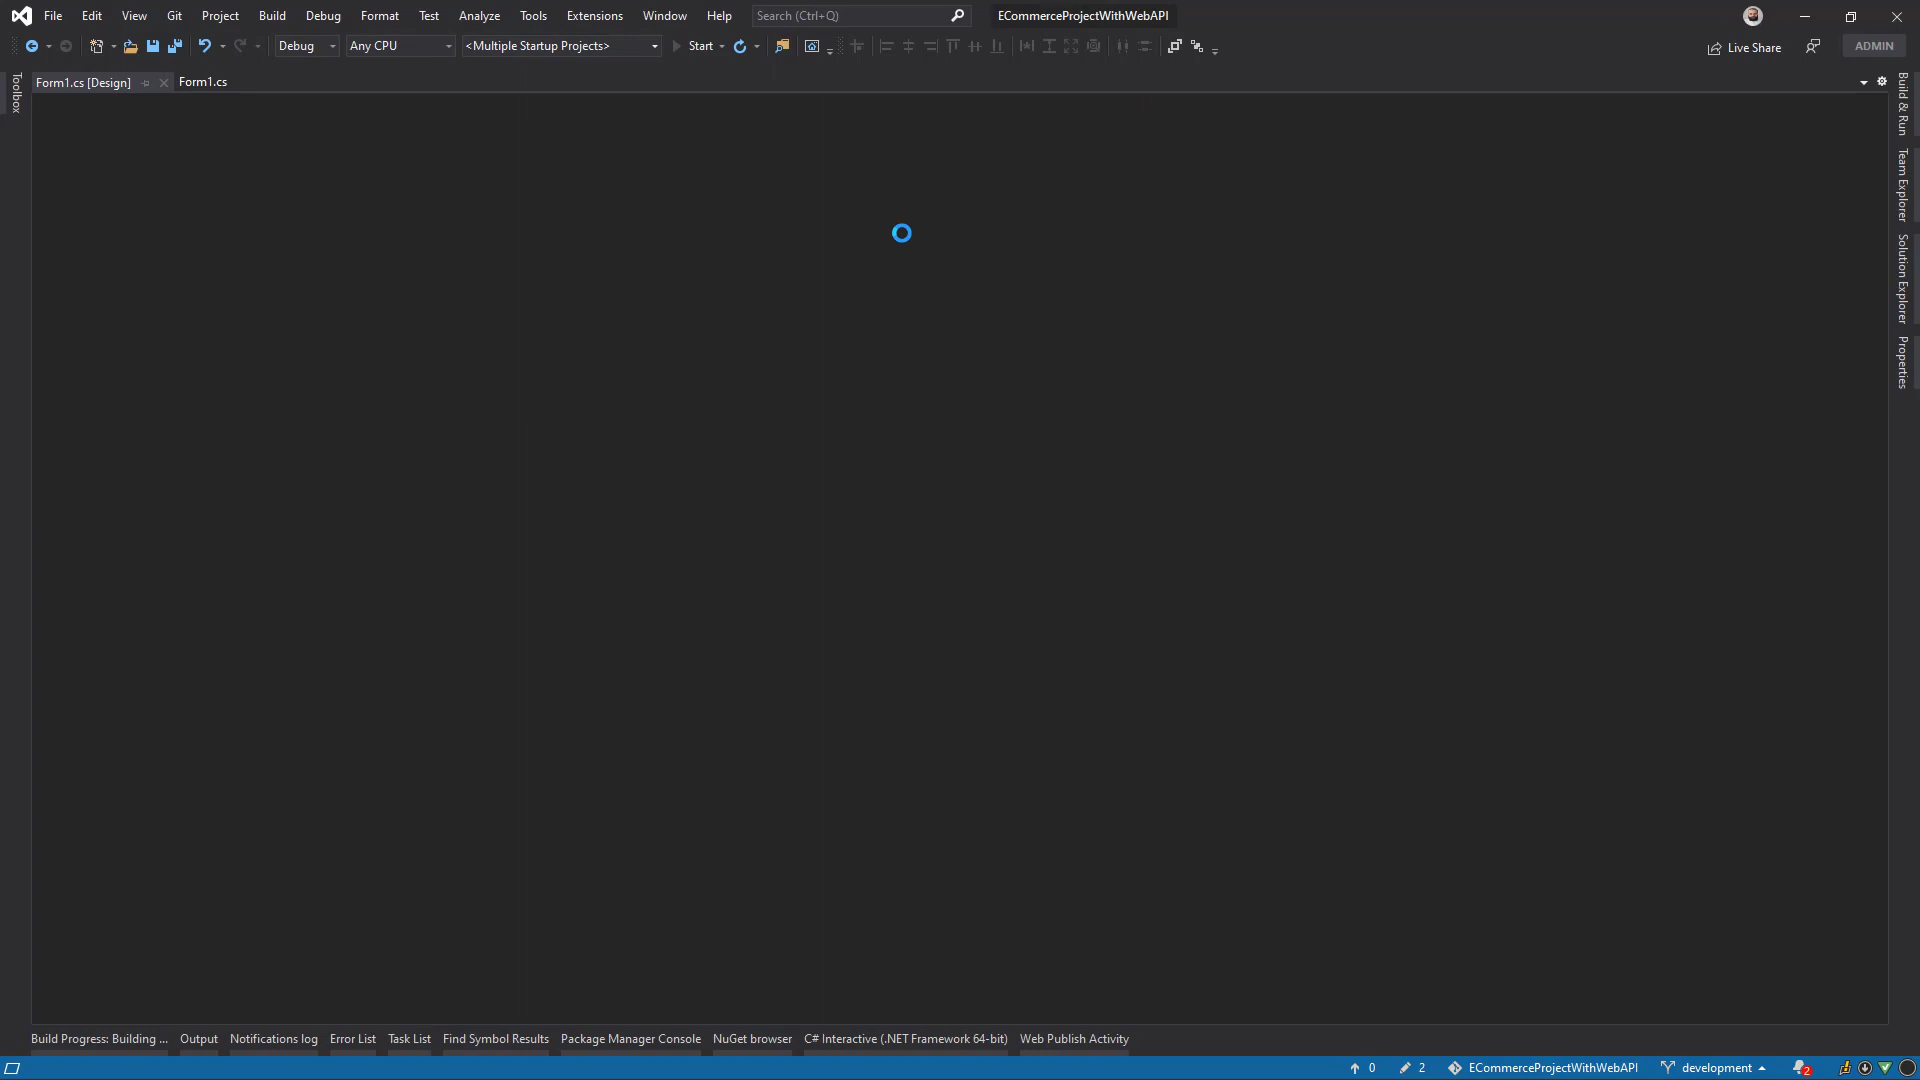 File Edit View Git Project Build Debug Format Test Analyze Tools Extensions Window Help Search (Ctrl+Q) ECommerceProjectWithWebAPI
Debug Any CPU <Multiple Startup Projects> Start Live Share ADMIN
Form1.cs [Design] Form1.cs
Toolbox
Build & Run
Team Explorer
Solution Explorer
Properties
Build Progress: Building ... Output Notifications log Error List Task List Find Symbol Results Package Manager Console NuGet browser C# Interactive (.NET Framework 64-bit) Web Publish Activity
0 2 ECommerceProjectWithWebAPI development 2